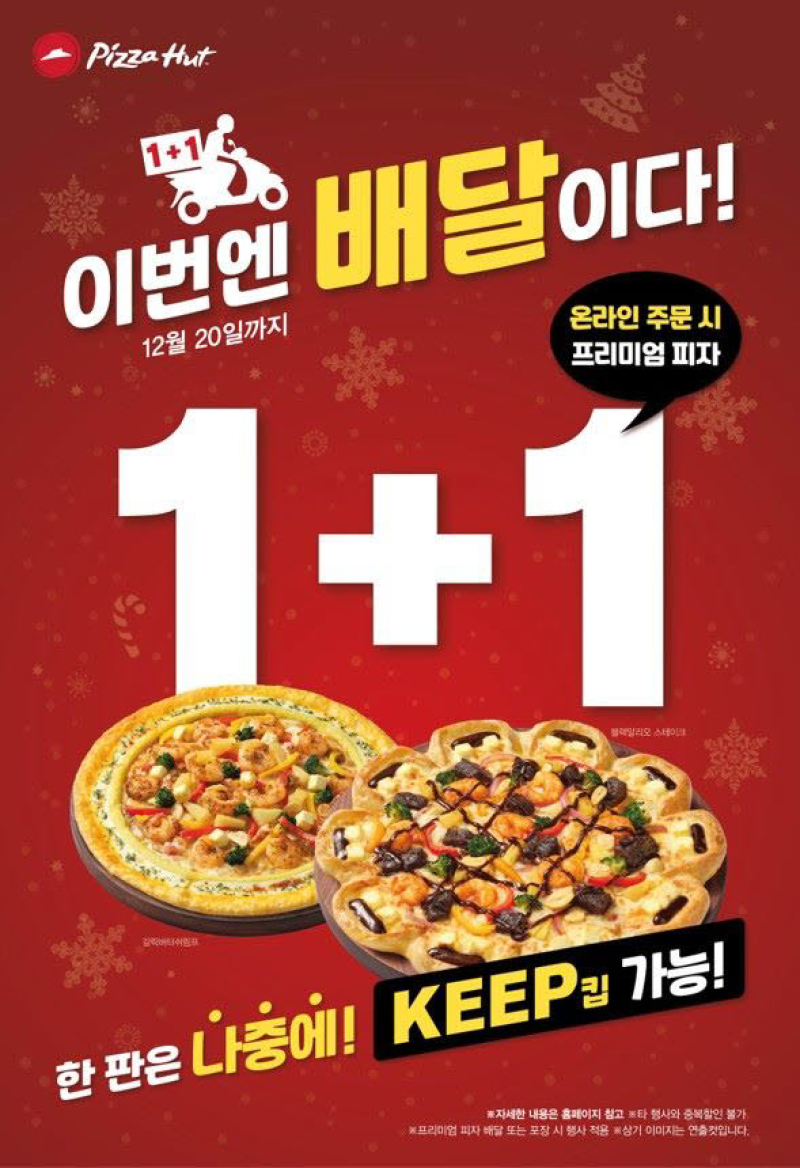 Pizza Hut
1+1
이번엔 배달이다!
12월 20일까지
온라인 주문 시
프리미엄 피자
1+1
블랙알리오 스테이크
갈릭버터쉬림프
한 판은 나중에! KEEP킵 가능!
※자세한 내용은 홈페이지 참고 ※타 행사와 중복할인 불가
※프리미엄 피자 배달 또는 포장 시 행사 적용 ※상기 이미지는 연출컷입니다.